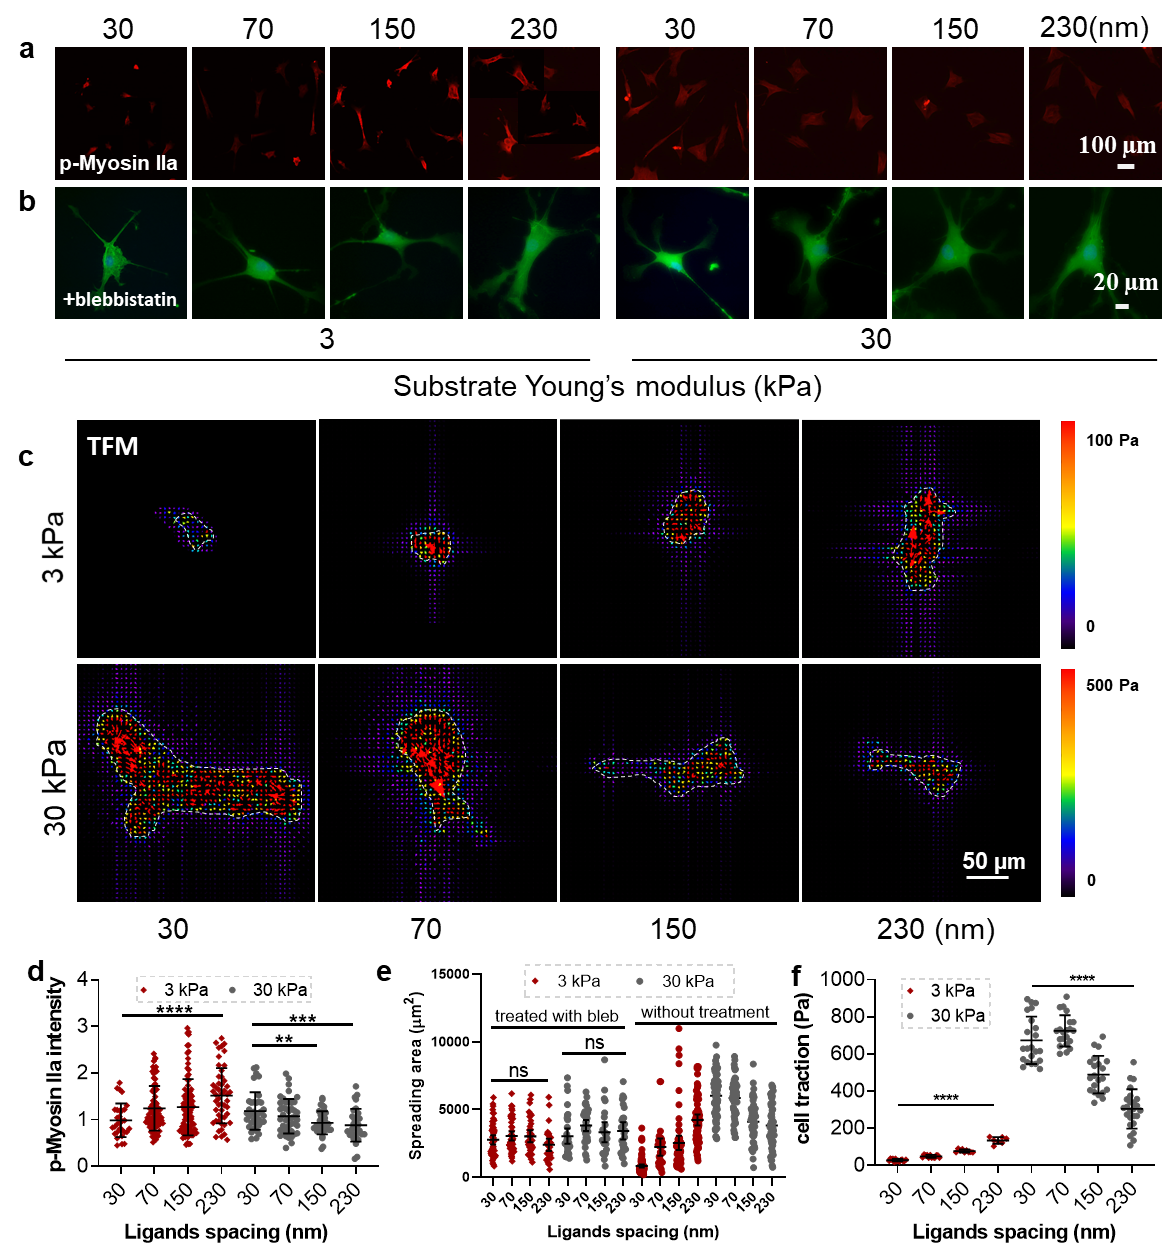 30 70 150 230 30 70 150 230(nm)
a
p-Myosin IIa
100 µm
b
+blebbistatin
20 µm
3 30
Substrate Young's modulus (kPa)
c
TFM
3 kPa
100 Pa
0
30 kPa
500 Pa
0
50 µm
30 70 150 230 (nm)
d
p-Myosin IIa intensity
4
3
2
1
0
3 kPa 30 kPa
****
***
**
30 70 150 230 30 70 150 230
Ligands spacing (nm)
e
Spreading area (µm²)
15000
10000
5000
0
3 kPa 30 kPa
treated with bleb without treatment
ns
ns
30 70 150 230 30 70 150 230 30 70 150 230 30 70 150 230
Ligands spacing (nm)
f
cell traction (Pa)
1000
800
600
400
200
0
3 kPa
30 kPa
****
****
30 70 150 230 30 70 150 230
Ligands spacing (nm)